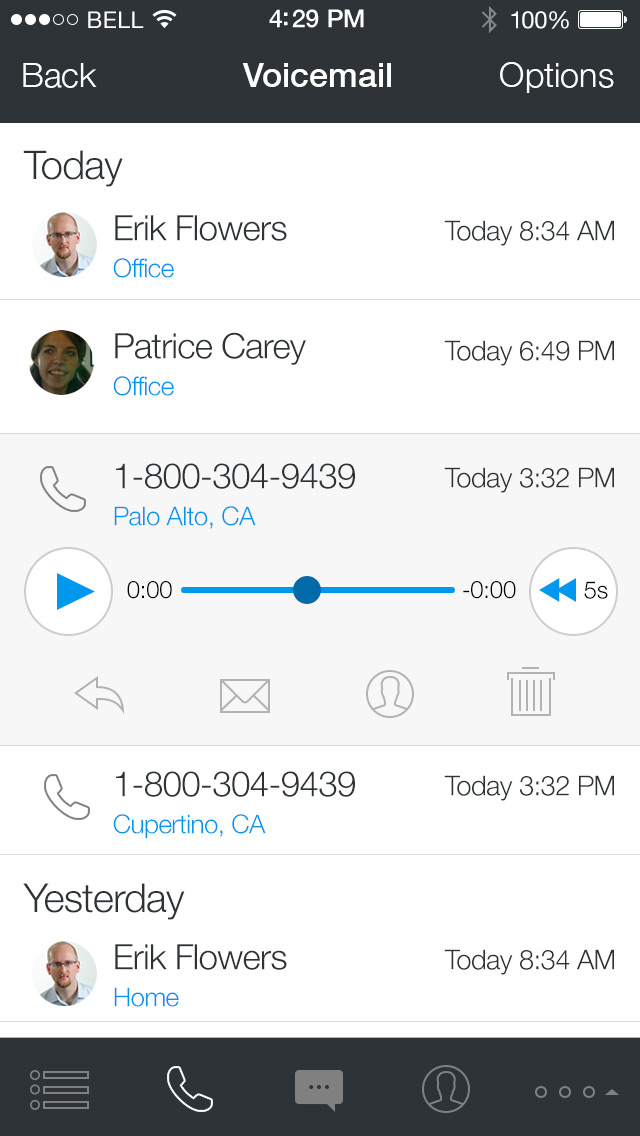 BELL 4:29 PM 100%
Back Voicemail Options
Today
Erik Flowers Today 8:34 AM
Office
Patrice Carey Today 6:49 PM
Office
1-800-304-9439 Today 3:32 PM
Palo Alto, CA
0:00 -0:00 5s
1-800-304-9439 Today 3:32 PM
Cupertino, CA
Yesterday
Erik Flowers Today 8:34 AM
Home